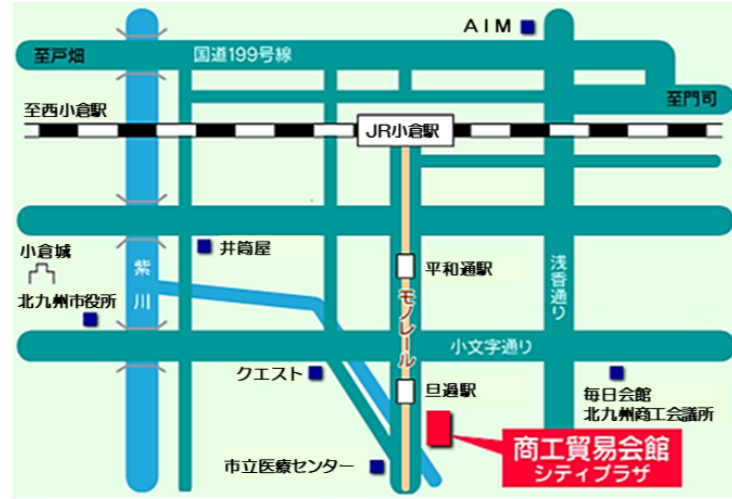 AIM
国道199号線
至戸畑
至門司
至西小倉駅
JR小倉駅
小倉城
井筒屋
平和通駅
浅香通り
紫川
北九州市役所
モノレール
小文字通り
クエスト
旦過駅
毎日会館
北九州商工会議所
商工貿易会館
シティプラザ
市立医療センター